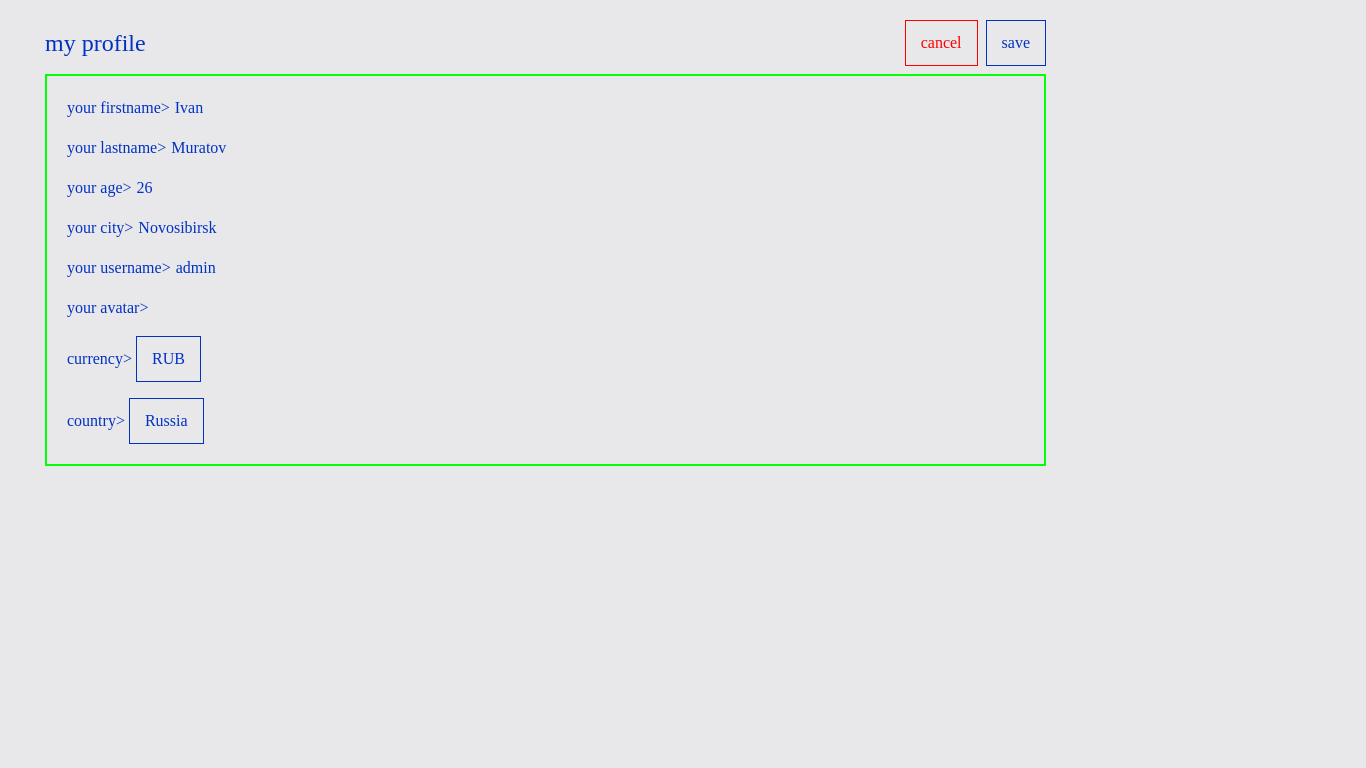 my profile
cancel
save
your firstname> Ivan
your lastname> Muratov
your age> 26
your city> Novosibirsk
your username> admin
your avatar>
currency> RUB
country> Russia